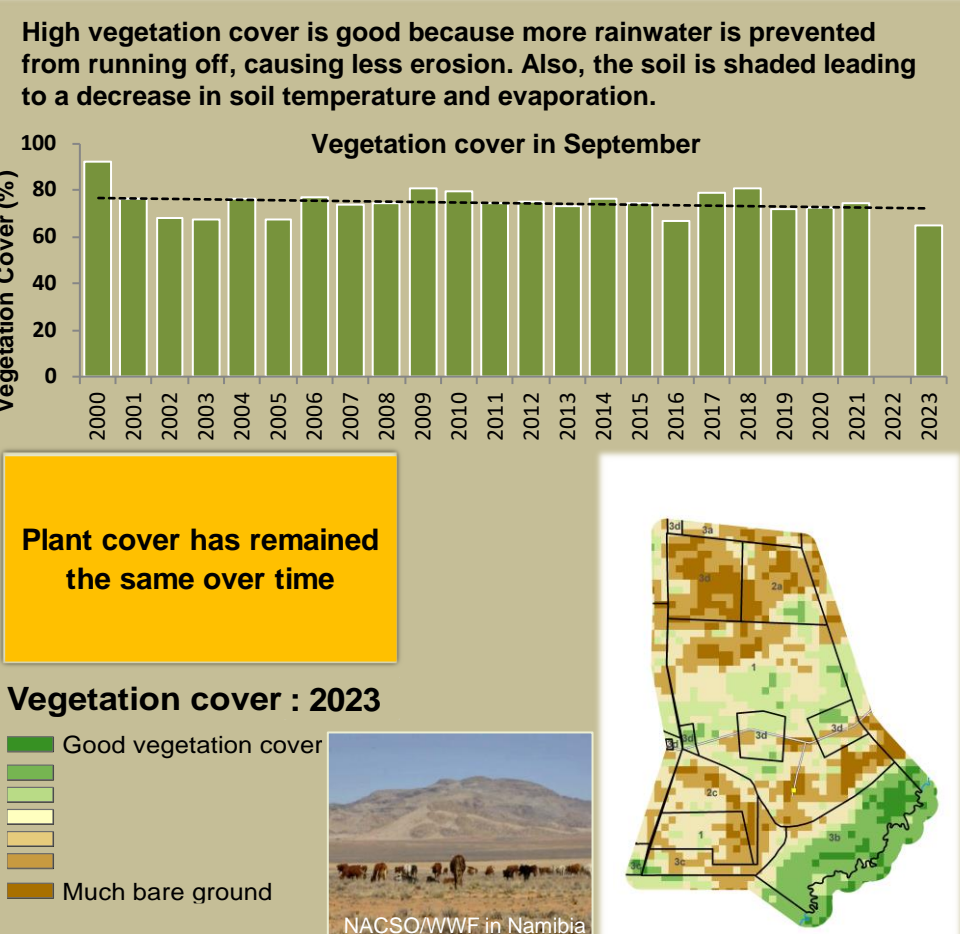 High vegetation cover is good because more rainwater is prevented
from running off, causing less erosion. Also, the soil is shaded leading
to a decrease in soil temperature and evaporation.
Vegetation cover in September
Vegetation Cover (%)
100
80
60
40
20
0
2000 2001 2002 2003 2004 2005 2006 2007 2008 2009 2010 2011 2012 2013 2014 2015 2016 2017 2018 2019 2020 2021 2022 2023
Plant cover has remained
the same over time
Vegetation cover : 2023
Good vegetation cover
Much bare ground
NACSO/WWF in Namibia
3d 3a
3d
2a
1
3d
3d
3d
3d
2c
1
3b
3c